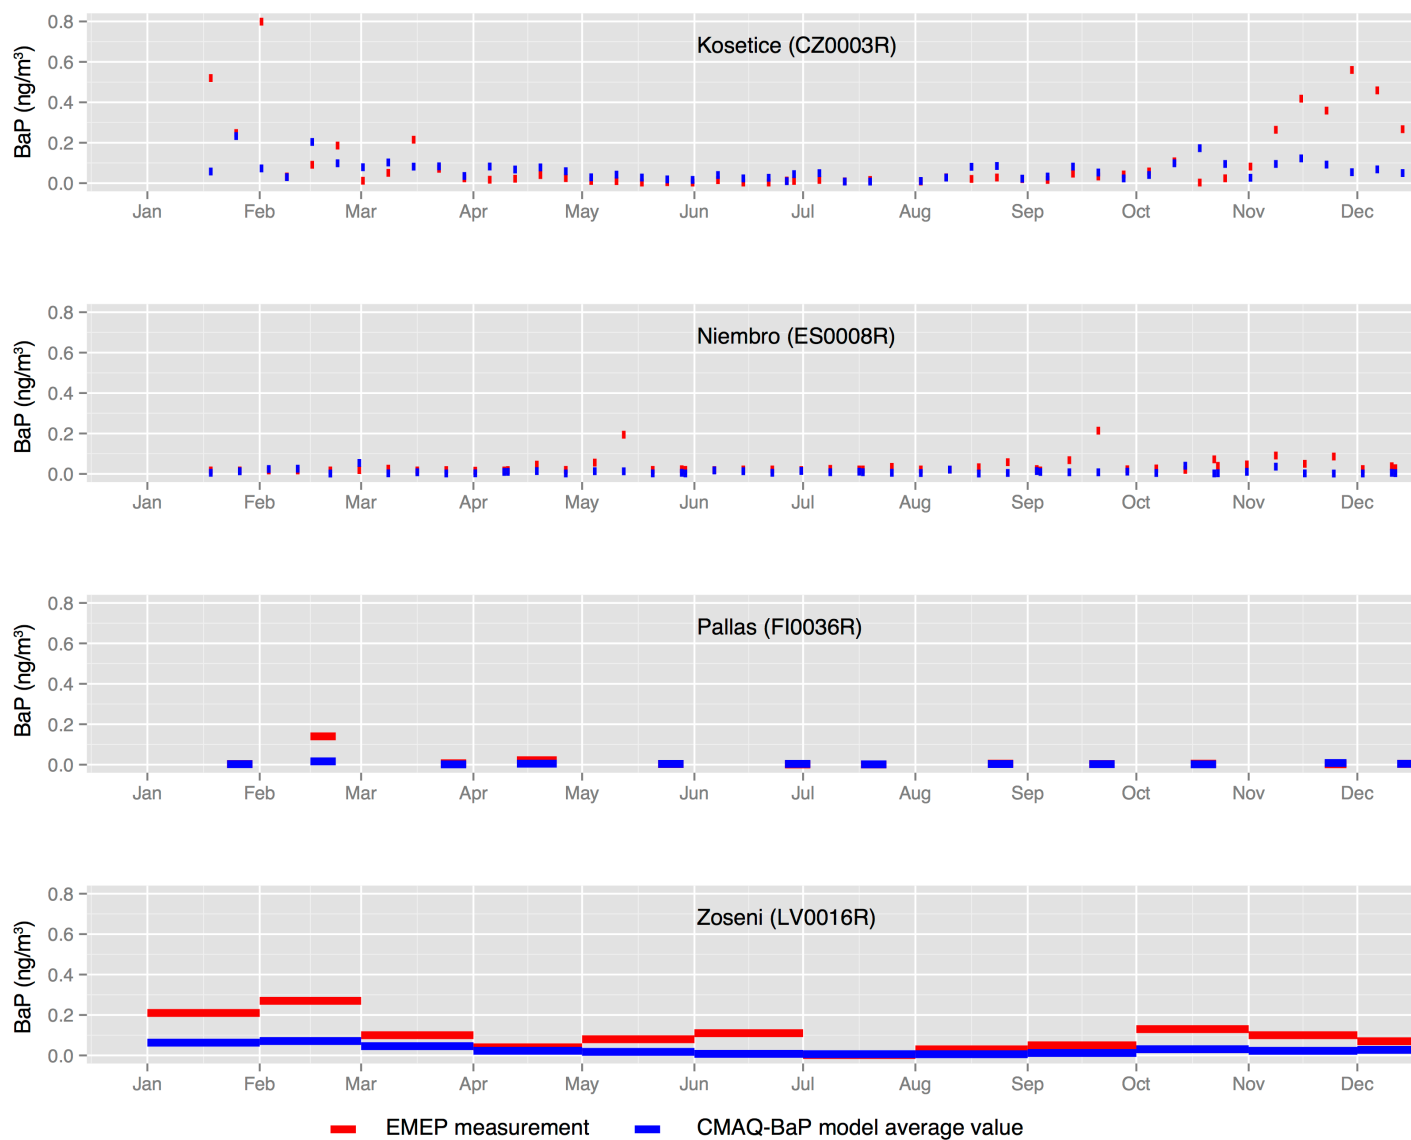 Kosetice (CZ0003R)
BaP (ng/m³)
0.8
0.6
0.4
0.2
0.0
Jan Feb Mar Apr May Jun Jul Aug Sep Oct Nov Dec
Niembro (ES0008R)
BaP (ng/m³)
0.8
0.6
0.4
0.2
0.0
Jan Feb Mar Apr May Jun Jul Aug Sep Oct Nov Dec
Pallas (FI0036R)
BaP (ng/m³)
0.8
0.6
0.4
0.2
0.0
Jan Feb Mar Apr May Jun Jul Aug Sep Oct Nov Dec
Zoseni (LV0016R)
BaP (ng/m³)
0.8
0.6
0.4
0.2
0.0
Jan Feb Mar Apr May Jun Jul Aug Sep Oct Nov Dec
EMEP measurement CMAQ-BaP model average value